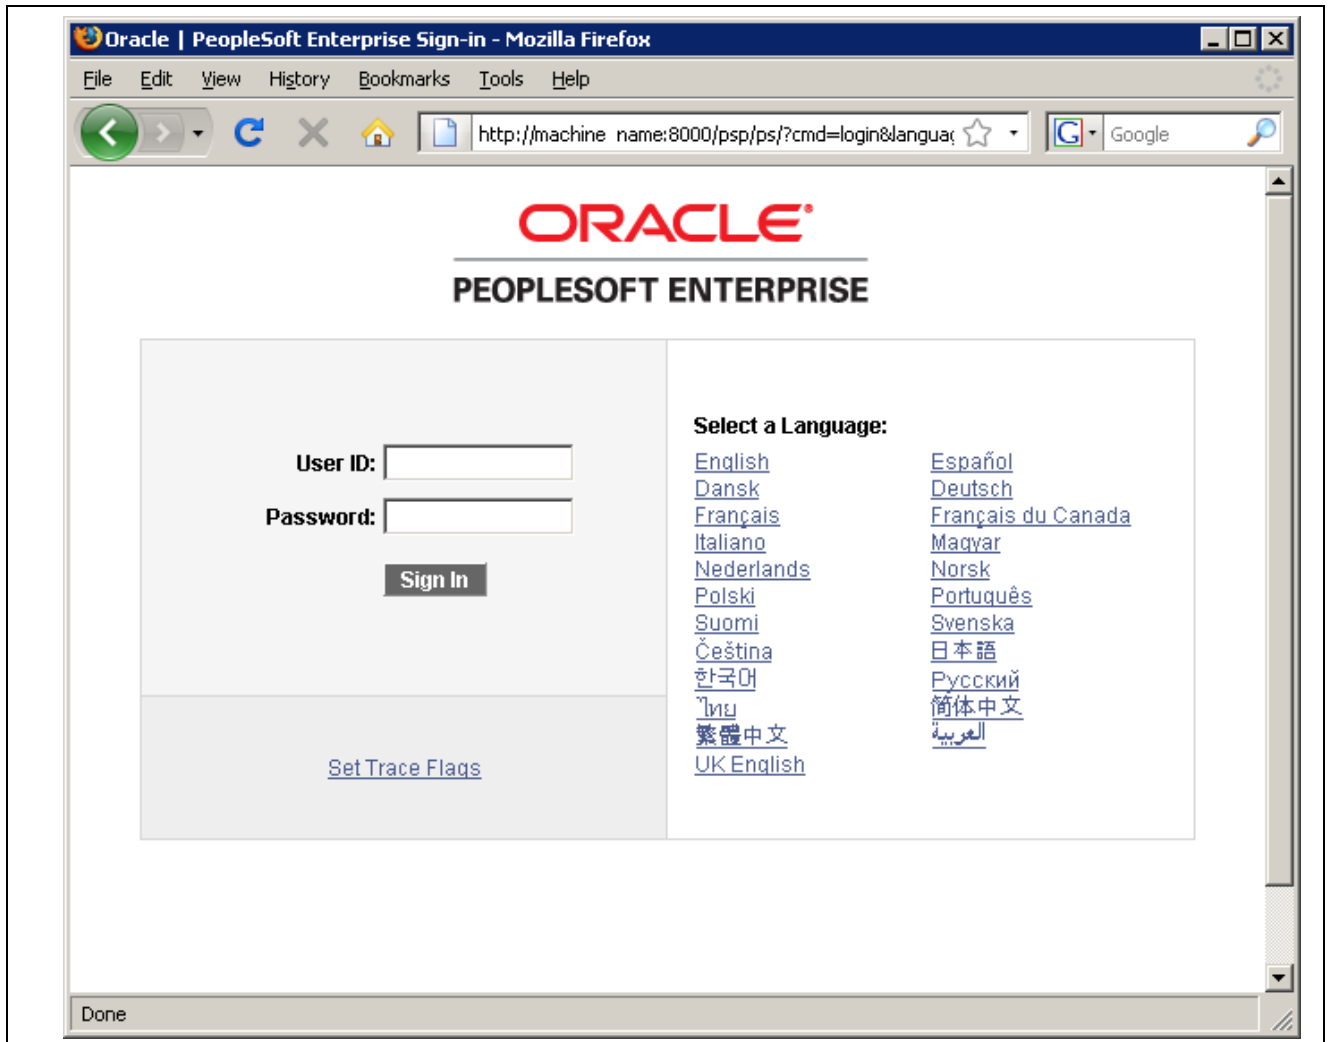 Oracle | PeopleSoft Enterprise Sign-in - Mozilla Firefox
File Edit View History Bookmarks Tools Help
http://machine name:8000/psp/ps/?cmd=login&languag Google
ORACLE®
PEOPLESOFT ENTERPRISE
User ID:
Password:
Sign In
Set Trace Flags
Select a Language:
English Español
Dansk Deutsch
Français Français du Canada
Italiano Magyar
Nederlands Norsk
Polski Português
Suomi Svenska
Čeština 日本語
한국어 Русский
ไทย 简体中文
繁體中文 العربية
UK English
Done